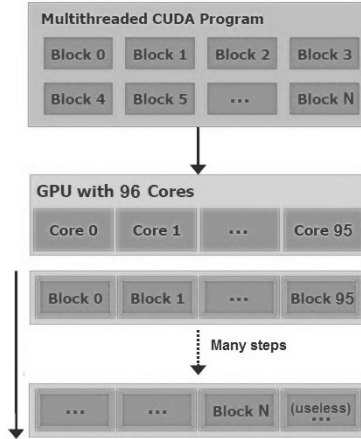 Multithreaded CUDA Program
Block 0 Block 1 Block 2 Block 3
Block 4 Block 5 ... Block N
GPU with 96 Cores
Core 0 Core 1 ... Core 95
Block 0 Block 1 ... Block 95
Many steps
... ... Block N (useless) ...